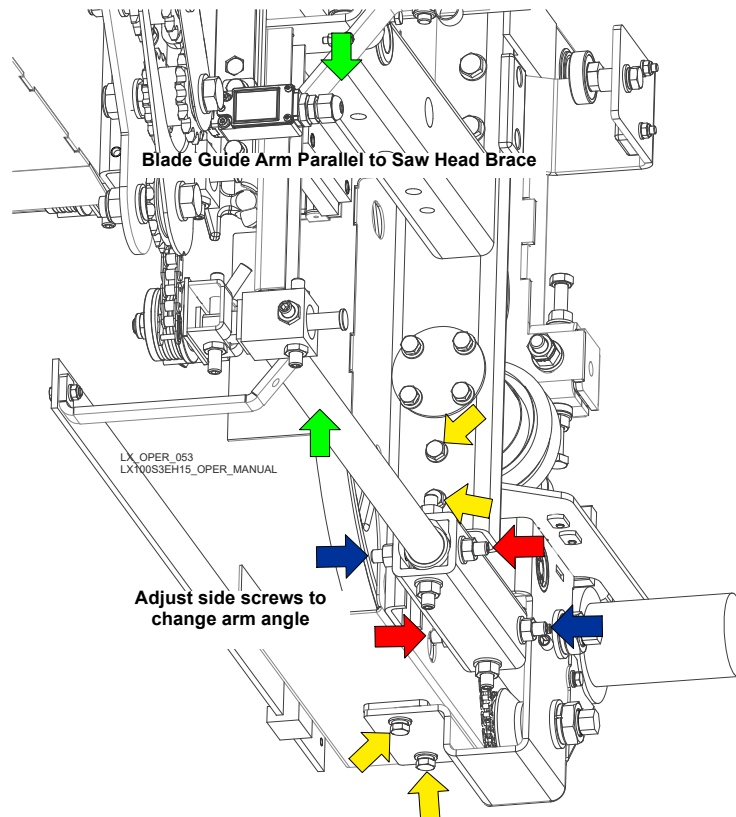 Blade Guide Arm Parallel to Saw Head Brace
LX_OPER_053
LX100S3EH15_OPER_MANUAL
Adjust side screws to
change arm angle